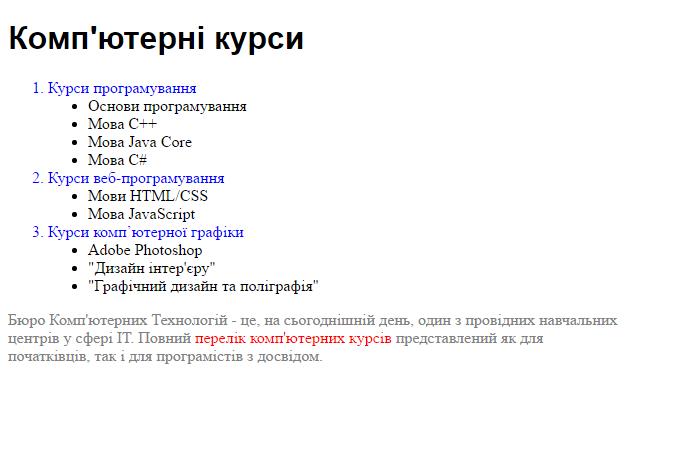 Комп'ютерні курси
1. Курси програмування
• Основи програмування
• Мова C++
• Мова Java Core
• Мова C#
2. Курси веб-програмування
• Мови HTML/CSS
• Мова JavaScript
3. Курси комп’ютерної графіки
• Adobe Photoshop
• "Дизайн інтер'єру"
• "Графічний дизайн та поліграфія"
Бюро Комп'ютерних Технологій - це, на сьогоднішній день, один з провідних навчальних
центрів у сфері IT. Повний перелік комп'ютерних курсів представлений як для
початківців, так і для програмістів з досвідом.